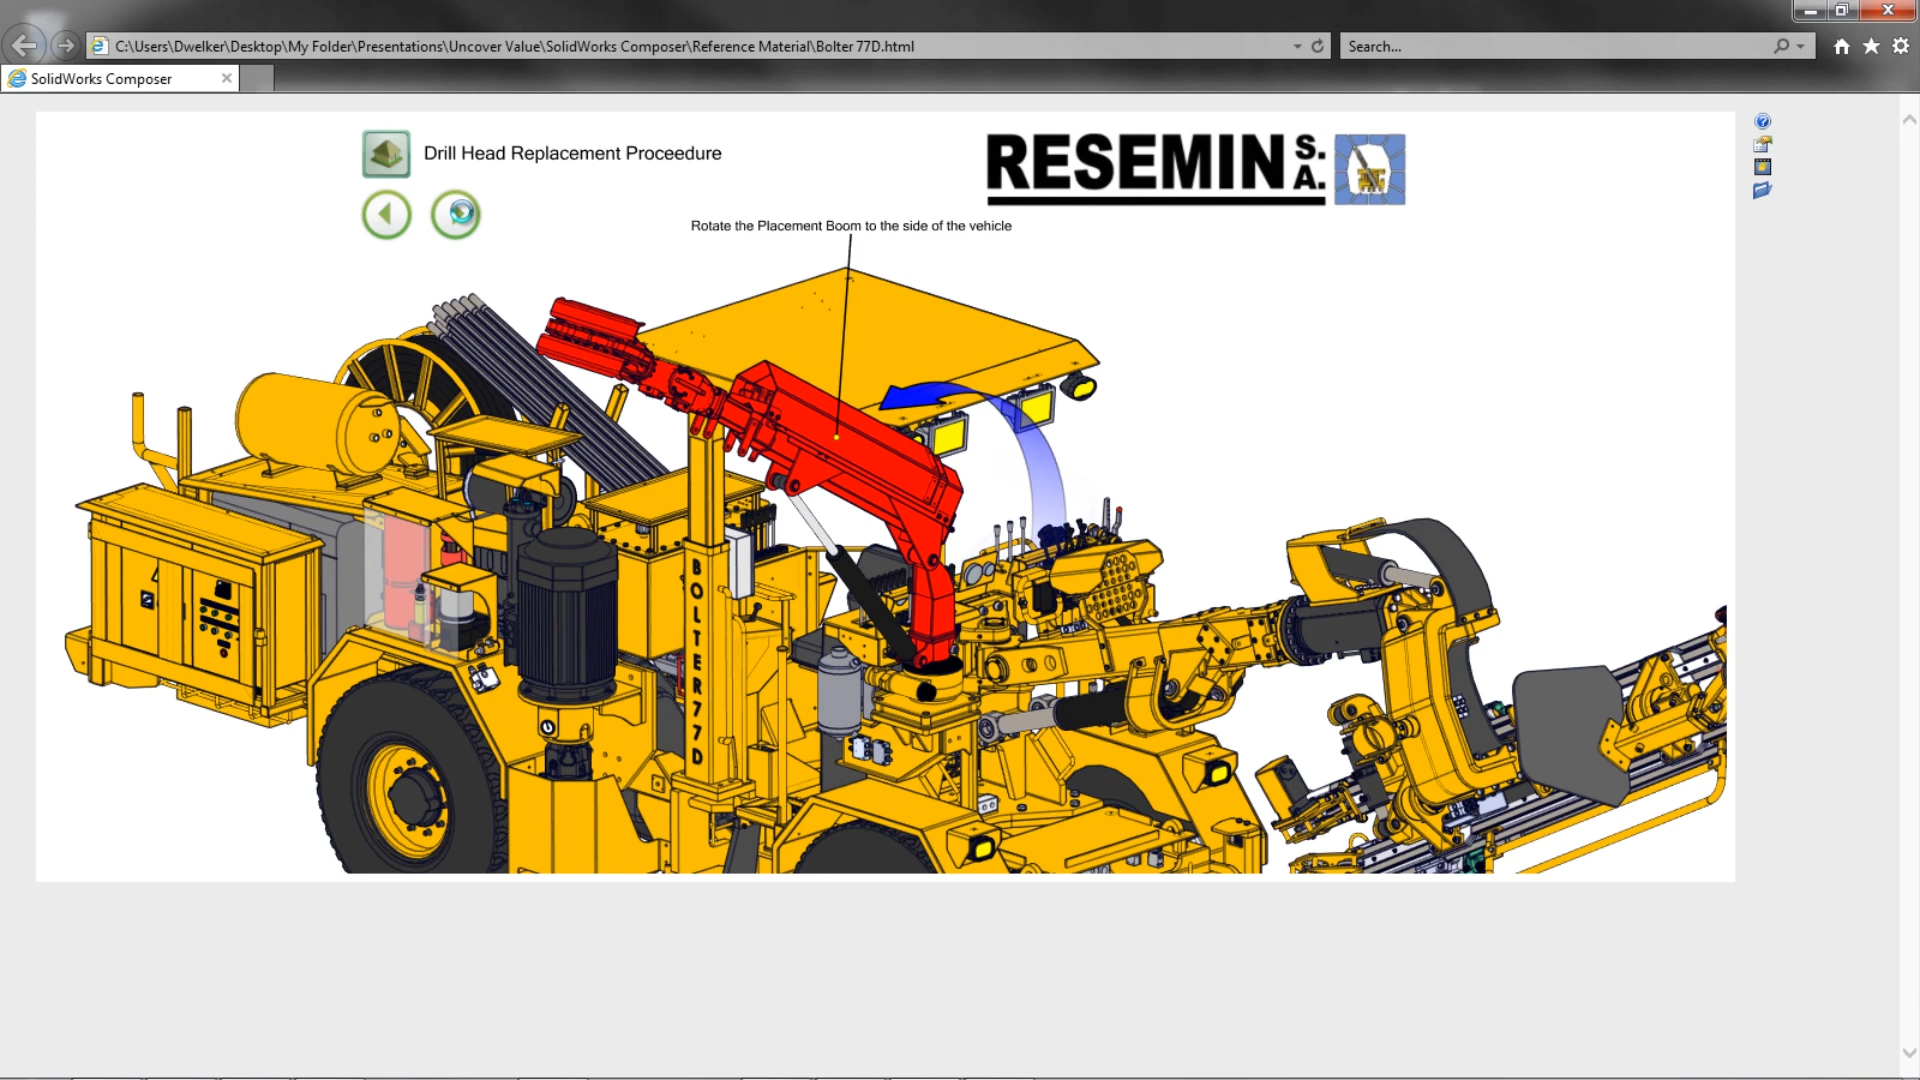 C:\Users\Dwelker\Desktop\My Folder\Presentations\Uncover Value\SolidWorks Composer\Reference Material\Bolter 77D.html
Search...
SolidWorks Composer
Drill Head Replacement Proceedure
RESEMIN S.A.
Rotate the Placement Boom to the side of the vehicle
BOLTER77D